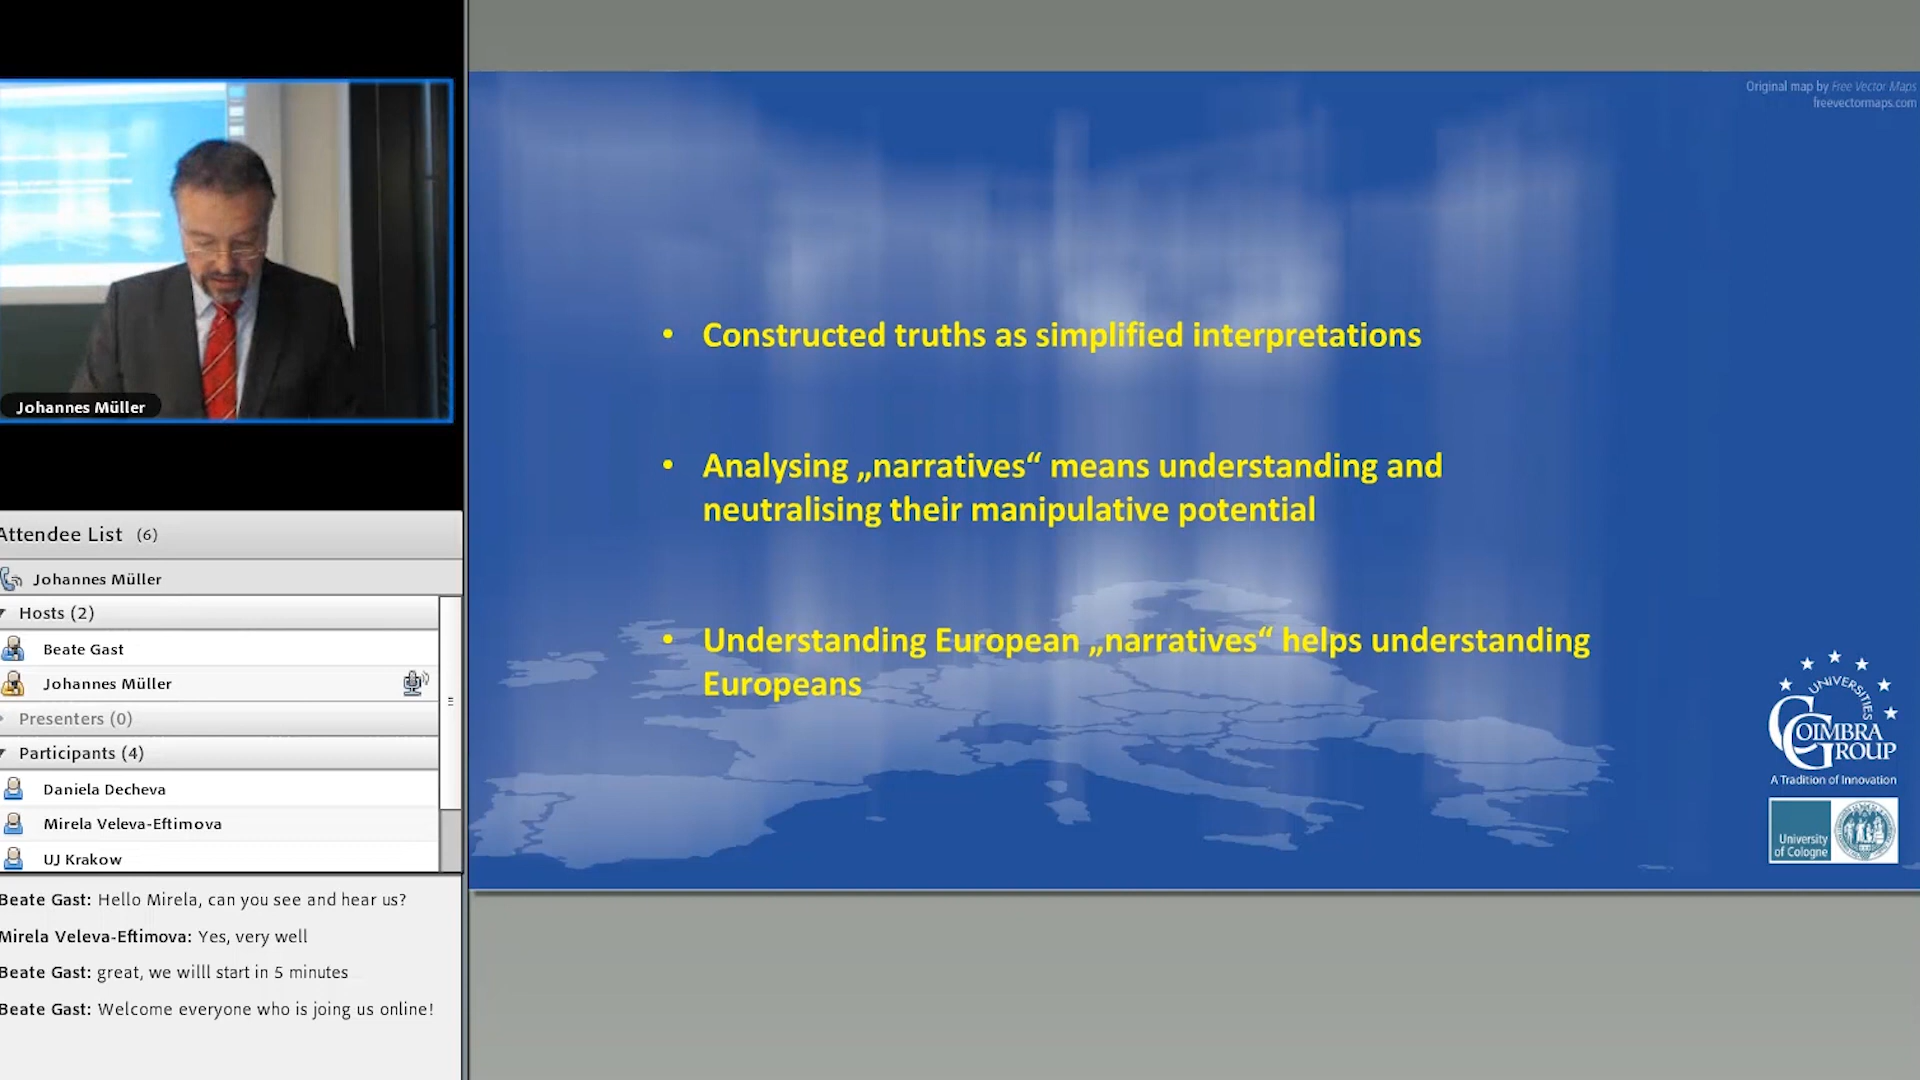 Johannes Müller
Attendee List (6)
Johannes Müller
Hosts (2)
Beate Gast
Johannes Müller
Presenters (0)
Participants (4)
Daniela Decheva
Mirela Veleva-Eftimova
UJ Krakow
Beate Gast: Hello Mirela, can you see and hear us?
Mirela Veleva-Eftimova: Yes, very well
Beate Gast: great, we willl start in 5 minutes
Beate Gast: Welcome everyone who is joing us online!
Original map by Free Vector Maps
freevectormaps.com
• Constructed truths as simplified interpretations
• Analysing „narratives“ means understanding and
neutralising their manipulative potential
• Understanding European „narratives“ helps understanding
Europeans
UNIVERSITIES
COIMBRA
GROUP
A Tradition of Innovation
University
of Cologne